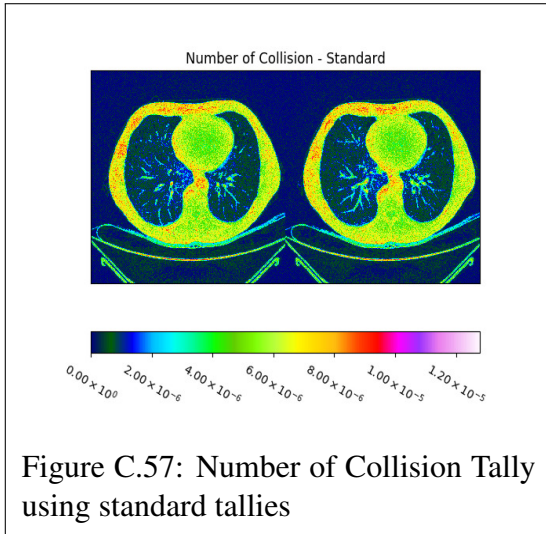 Number of Collision - Standard
0.00 × 10⁰
2.00 × 10⁻⁶
4.00 × 10⁻⁶
6.00 × 10⁻⁶
8.00 × 10⁻⁶
1.00 × 10⁻⁵
1.20 × 10⁻⁵
Figure C.57: Number of Collision Tally
using standard tallies